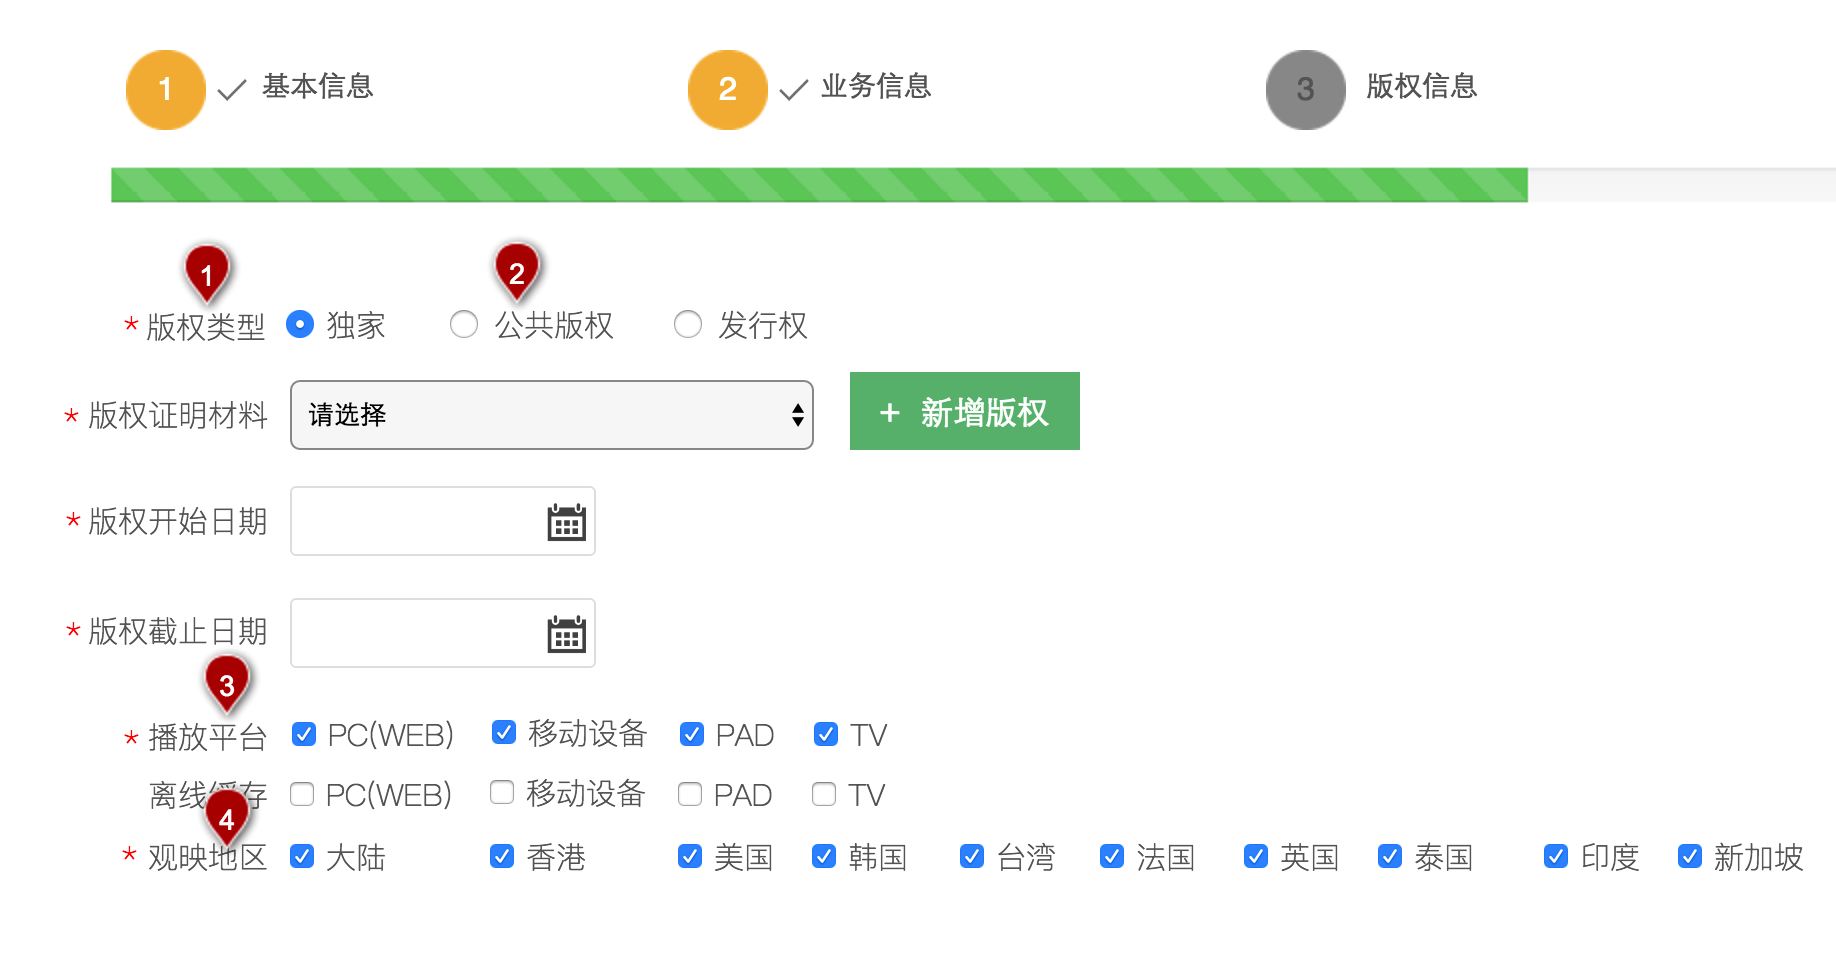 1 基本信息 2 业务信息 3 版权信息
1 2
* 版权类型 独家 公共版权 发行权
* 版权证明材料 请选择 + 新增版权
* 版权开始日期
* 版权截止日期
3
* 播放平台 PC(WEB) 移动设备 PAD TV
离线缓存 PC(WEB) 移动设备 PAD TV
4
* 观映地区 大陆 香港 美国 韩国 台湾 法国 英国 泰国 印度 新加坡